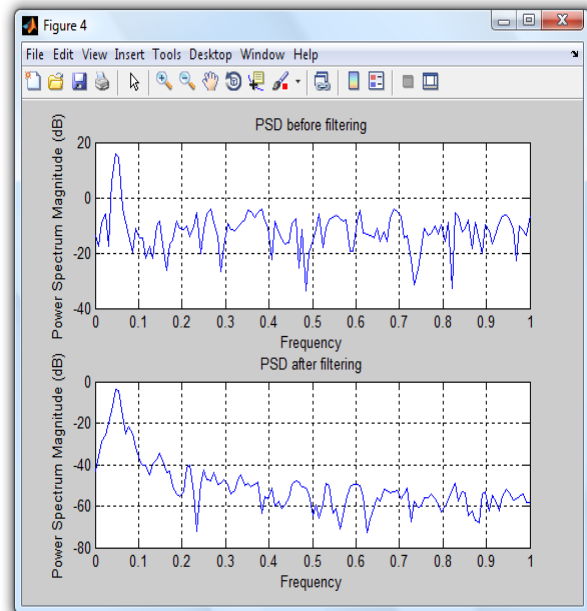 Figure 4
File Edit View Insert Tools Desktop Window Help
PSD before filtering
Power Spectrum Magnitude (dB)
20
0
-20
-40
0 0.1 0.2 0.3 0.4 0.5 0.6 0.7 0.8 0.9 1
Frequency
PSD after filtering
Power Spectrum Magnitude (dB)
0
-20
-40
-60
-80
0 0.1 0.2 0.3 0.4 0.5 0.6 0.7 0.8 0.9 1
Frequency